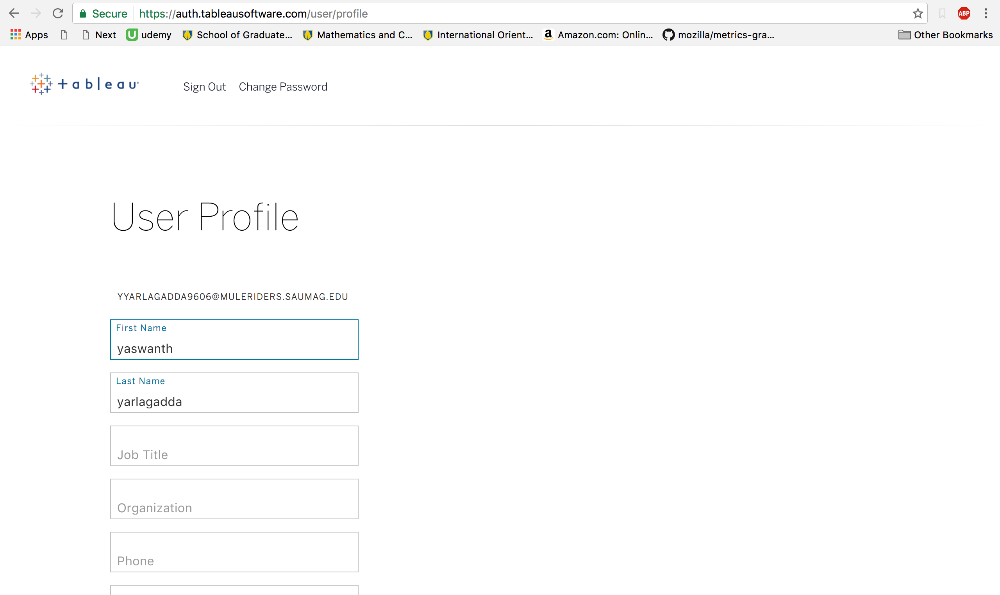 Secure https://auth.tableausoftware.com/user/profile ABP
Apps Next udemy School of Graduate... Mathematics and C... International Orient... Amazon.com: Onlin... mozilla/metrics-gra... Other Bookmarks
+ableau Sign Out Change Password
User Profile
YYARLAGADDA9606@MULERIDERS.SAUMAG.EDU
First Name
yaswanth
Last Name
yarlagadda
Job Title
Organization
Phone